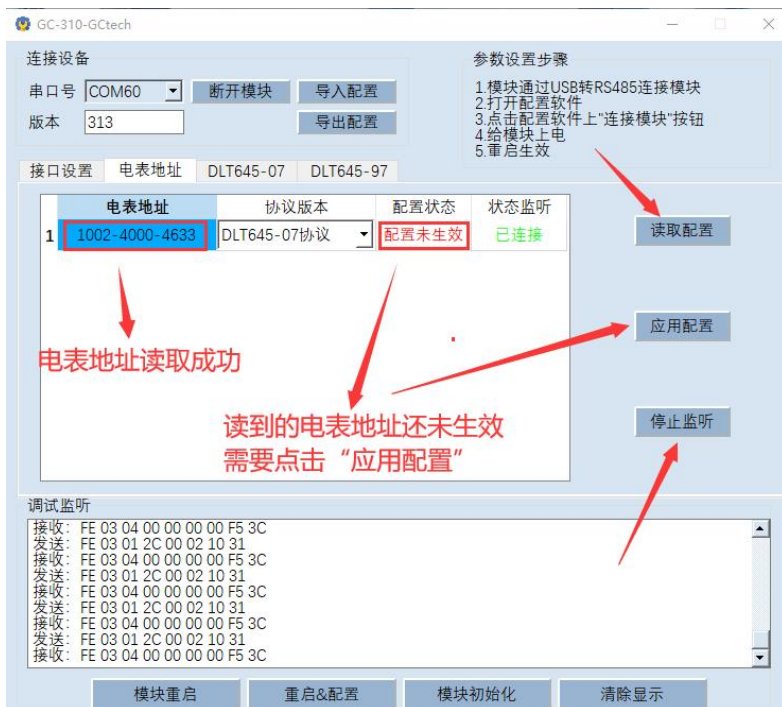 GC-310-GCtech
连接设备
串口号 COM60 断开模块 导入配置
版本 313 导出配置
参数设置步骤
1.模块通过USB转RS485连接模块
2.打开配置软件
3.点击配置软件上"连接模块"按钮
4.给模块上电
5.重启生效
接口设置 电表地址 DLT645-07 DLT645-97
电表地址 协议版本 配置状态 状态监听
1 1002-4000-4633 DLT645-07协议 配置未生效 已连接
读取配置
应用配置
停止监听
电表地址读取成功
读到的电表地址还未生效
需要点击“应用配置”
调试监听
接收: FE 03 04 00 00 00 00 F5 3C
发送: FE 03 01 2C 00 02 10 31
接收: FE 03 04 00 00 00 00 F5 3C
发送: FE 03 01 2C 00 02 10 31
接收: FE 03 04 00 00 00 00 F5 3C
发送: FE 03 01 2C 00 02 10 31
接收: FE 03 04 00 00 00 00 F5 3C
发送: FE 03 01 2C 00 02 10 31
接收: FE 03 04 00 00 00 00 F5 3C
模块重启 重启&配置 模块初始化 清除显示